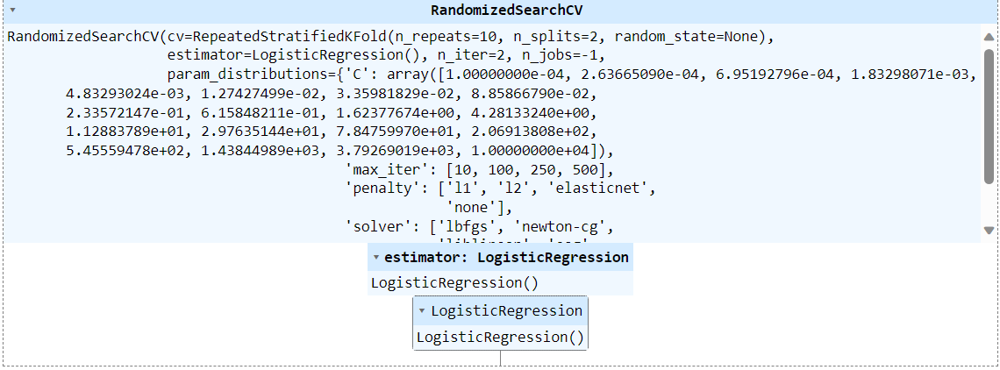 RandomizedSearchCV
RandomizedSearchCV(cv=RepeatedStratifiedKFold(n_repeats=10, n_splits=2, random_state=None),
estimator=LogisticRegression(), n_iter=2, n_jobs=-1,
param_distributions={'C': array([1.00000000e-04, 2.63665090e-04, 6.95192796e-04, 1.83298071e-03,
4.83293024e-03, 1.27427499e-02, 3.35981829e-02, 8.85866790e-02,
2.33572147e-01, 6.15848211e-01, 1.62377674e+00, 4.28133240e+00,
1.12883789e+01, 2.97635144e+01, 7.84759970e+01, 2.06913808e+02,
5.45559478e+02, 1.43844989e+03, 3.79269019e+03, 1.00000000e+04]),
'max_iter': [10, 100, 250, 500],
'penalty': ['l1', 'l2', 'elasticnet',
'none'],
'solver': ['lbfgs', 'newton-cg',
estimator: LogisticRegression
LogisticRegression()
LogisticRegression
LogisticRegression()